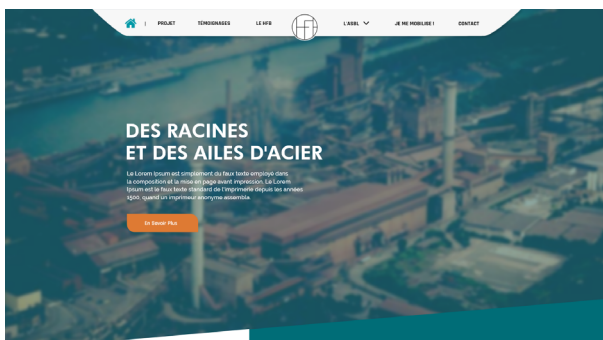 PROJET
TÉMOIGNAGES
LE HFB
HFB
L'ASBL
JE ME MOBILISE !
CONTACT
DES RACINES
ET DES AILES D'ACIER
Le Lorem Ipsum est simplement du faux texte employé dans
la composition et la mise en page avant impression. Le Lorem
Ipsum est le faux texte standard de l'imprimerie depuis les années
1500, quand un imprimeur anonyme assembla
En Savoir Plus